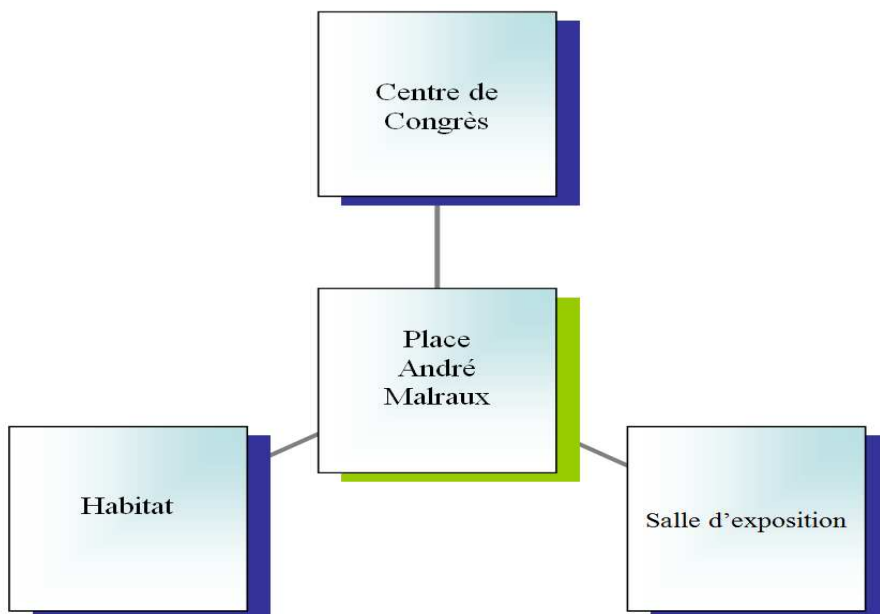 Centre de
Congrès
Place
André
Malraux
Habitat
Salle d’exposition